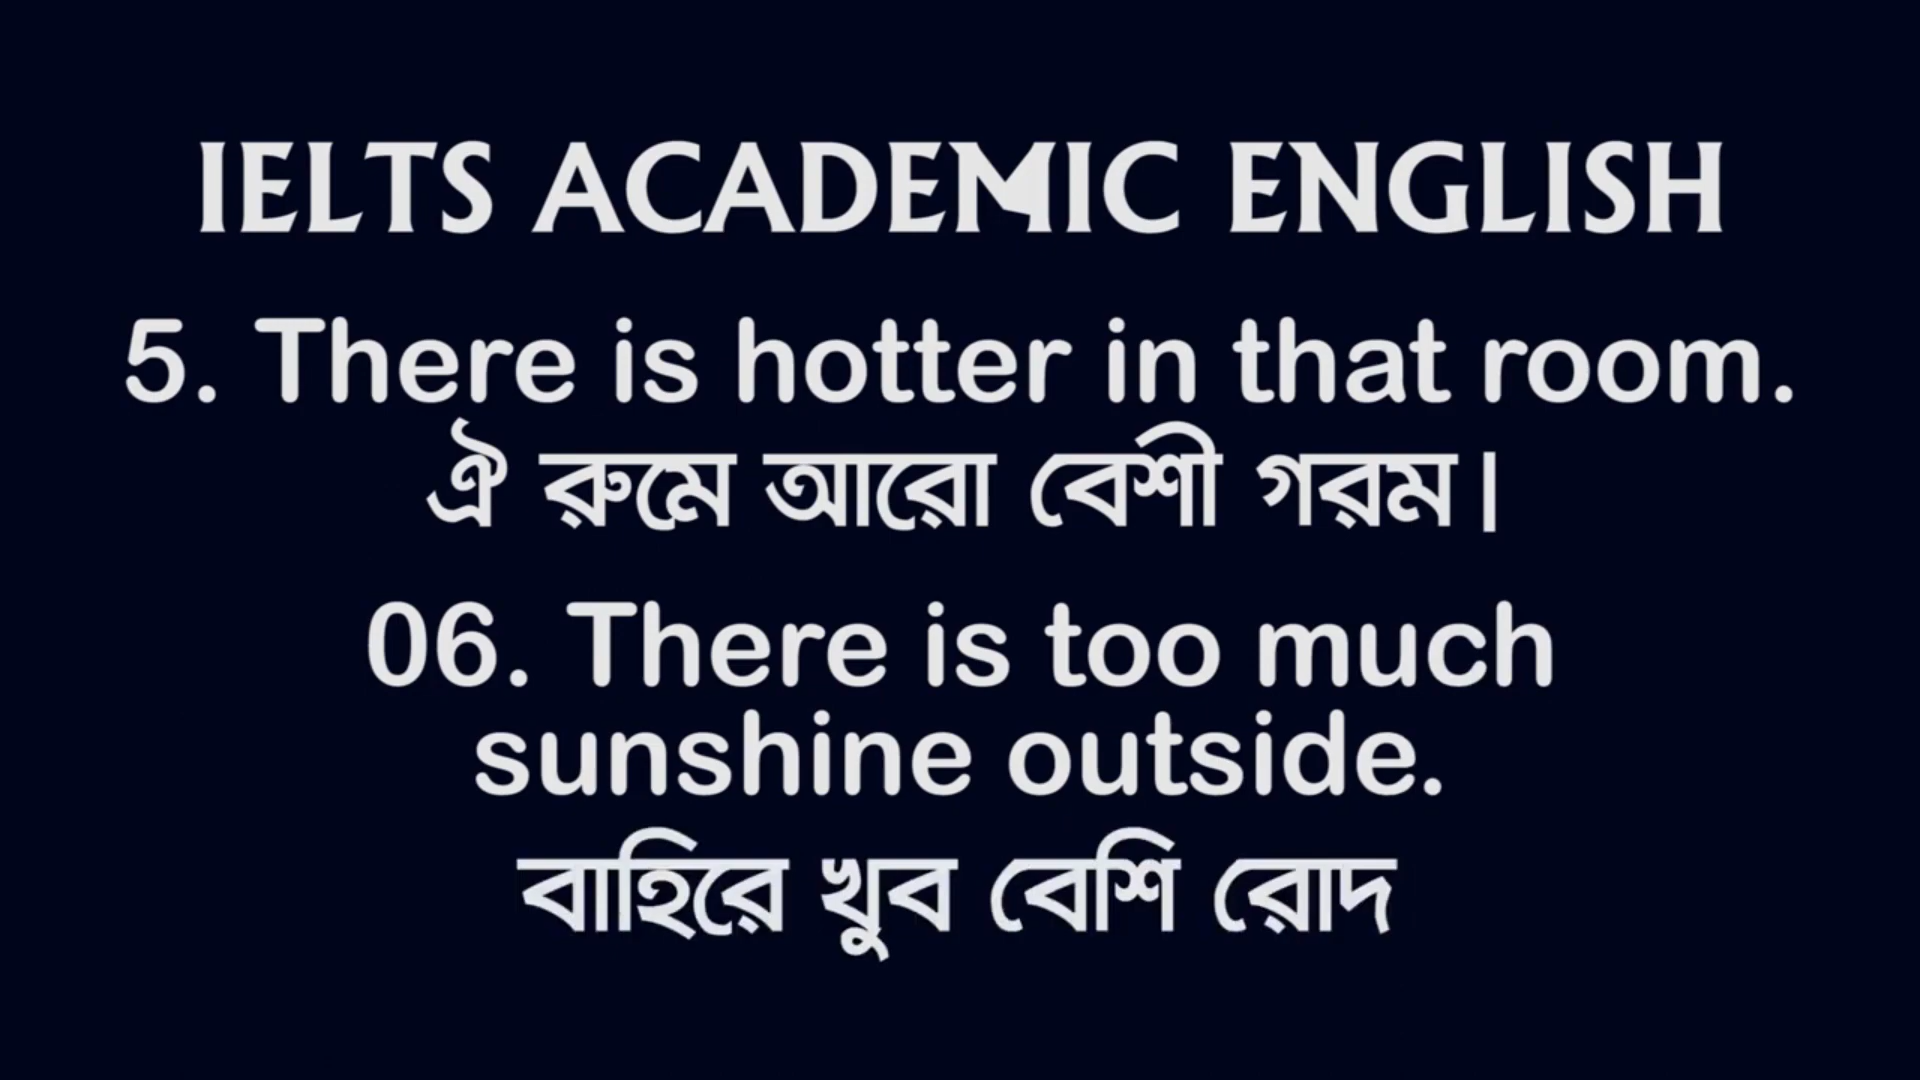 IELTS ACADEMIC ENGLISH
5. There is hotter in that room.
ঐ রুমে আরো বেশী গরম।
06. There is too much
sunshine outside.
বাহিরে খুব বেশি রোদ